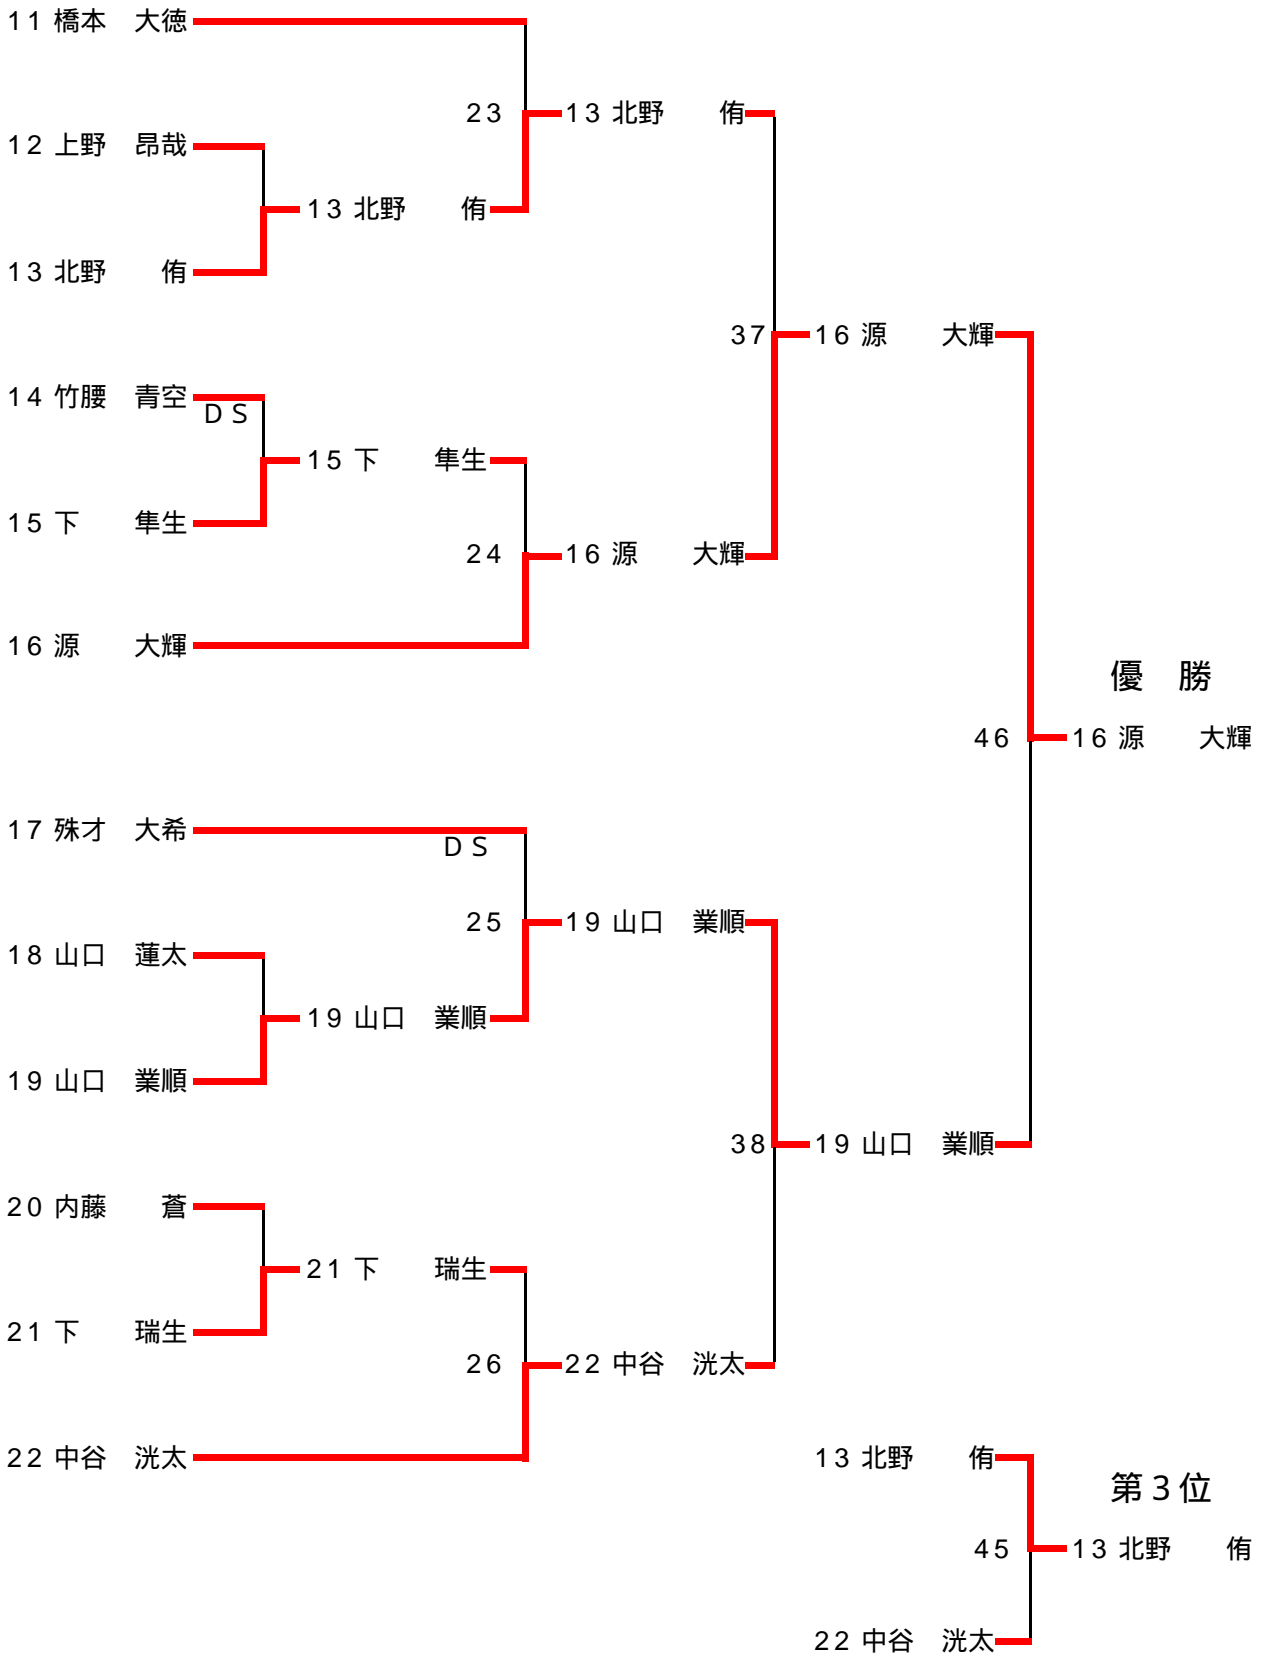 11 橋本　大徳
23 13 北野　　侑
12 上野　昂哉
13 北野　　侑
13 北野　　侑
37 16 源　　大輝
14 竹腰　青空
ＤＳ
15 下　　隼生
15 下　　隼生
24 16 源　　大輝
16 源　　大輝
優　勝
46 16 源　　大輝
17 殊才　大希
ＤＳ
25 19 山口　業順
18 山口　蓮太
19 山口　業順
19 山口　業順
38 19 山口　業順
20 内藤　　蒼
21 下　　瑞生
21 下　　瑞生
26 22 中谷　洸太
22 中谷　洸太
13 北野　　侑
第３位
45 13 北野　　侑
22 中谷　洸太